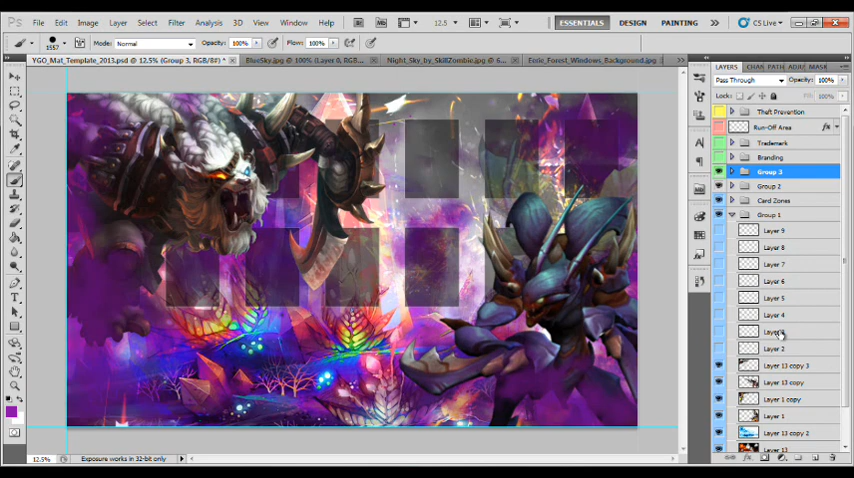 Ps File Edit Image Layer Select Filter Analysis 3D View Window Help Br Mb 12.5 ESSENTIALS DESIGN PAINTING >> CS Live
1557 Mode: Normal Opacity: 100% Flow: 100%
YGO_Mat_Template_2013.psd @ 12.5% (Group 3, RGB/8#) * x BlueSky.jpg @ 100% (Layer 0, RGB... x Night_Sky_by_SkillZombie.jpg @ 6... x Eerie_Forest_Windows_Background.jpg... >>
LAYERS CHAN PATH ADJU MASK
Pass Through Opacity: 100%
Lock: Fill: 100%
Theft Prevention
Run-Off Area fx
Trademark
Branding
Group 3
Group 2
Card Zones
Group 1
Layer 9
Layer 8
Layer 7
Layer 6
Layer 5
Layer 4
Layer
Layer 2
Layer 13 copy 3
Layer 13 copy
Layer 1 copy
Layer 1
Layer 13 copy 2
Layer 13
12.5% Exposure works in 32-bit only